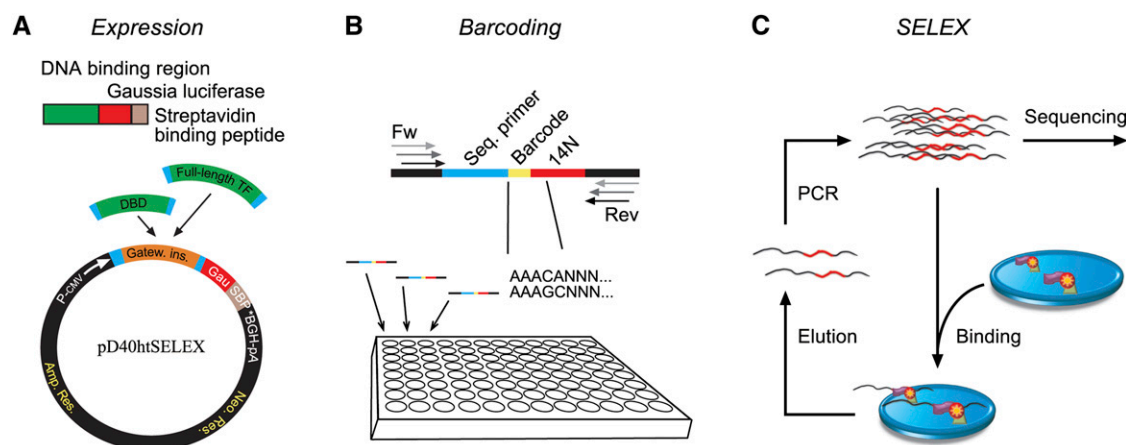 A
Expression
DNA binding region
Gaussia luciferase
Streptavidin
binding peptide
Full-length TF
DBD
Gatew. ins.
P-CMV
Gau
SBP*
BGH-pA
pD40htSELEX
Amp. Res.
Neo. Res.
B
Barcoding
Fw
Seq. primer
Barcode
14N
Rev
AAACANNN...
AAAGCNNN...
C
SELEX
Sequencing
PCR
Elution
Binding